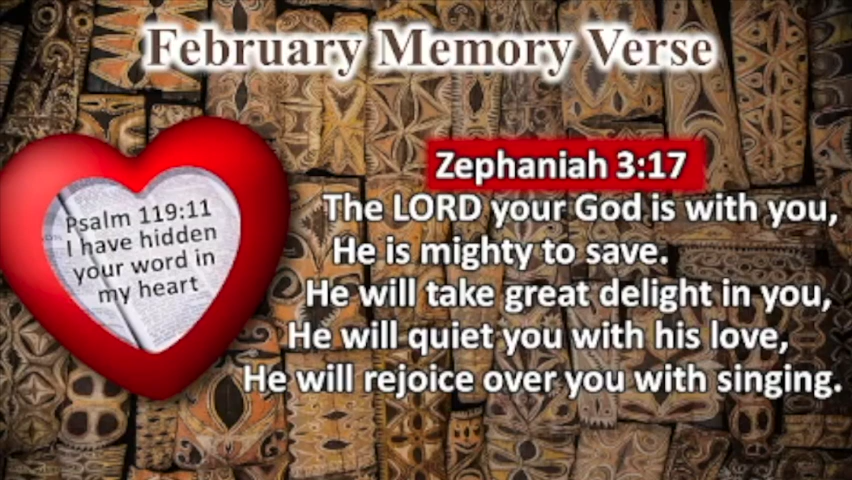 February Memory Verse
Psalm 119:11
I have hidden
your word in
my heart
Zephaniah 3:17
The LORD your God is with you,
He is mighty to save.
He will take great delight in you,
He will quiet you with his love,
He will rejoice over you with singing.